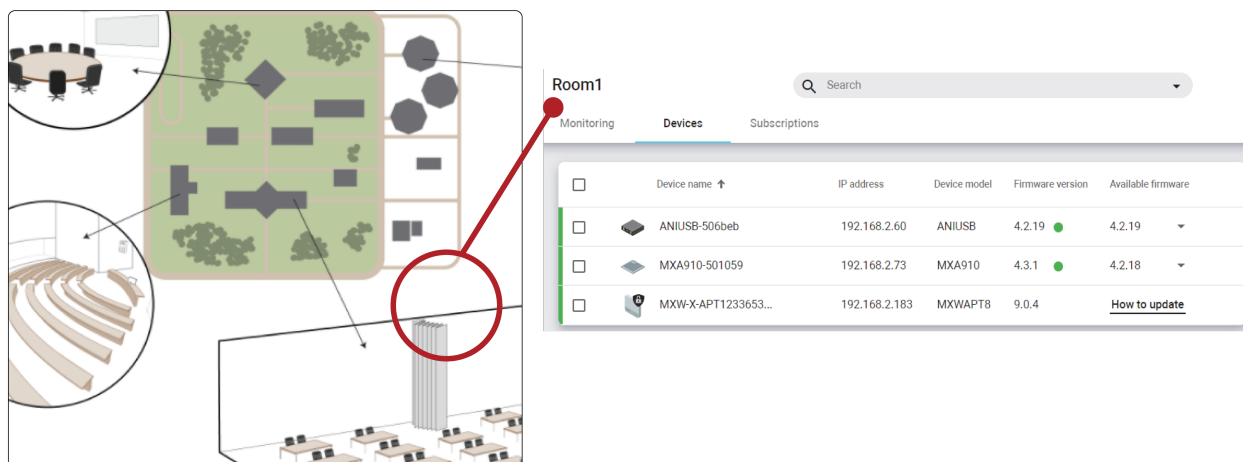 Room1
Search
Monitoring Devices Subscriptions
Device name IP address Device model Firmware version Available firmware
ANIUSB-506beb 192.168.2.60 ANIUSB 4.2.19 4.2.19
MXA910-501059 192.168.2.73 MXA910 4.3.1 4.2.18
MXW-X-APT1233653... 192.168.2.183 MXWAPT8 9.0.4 How to update